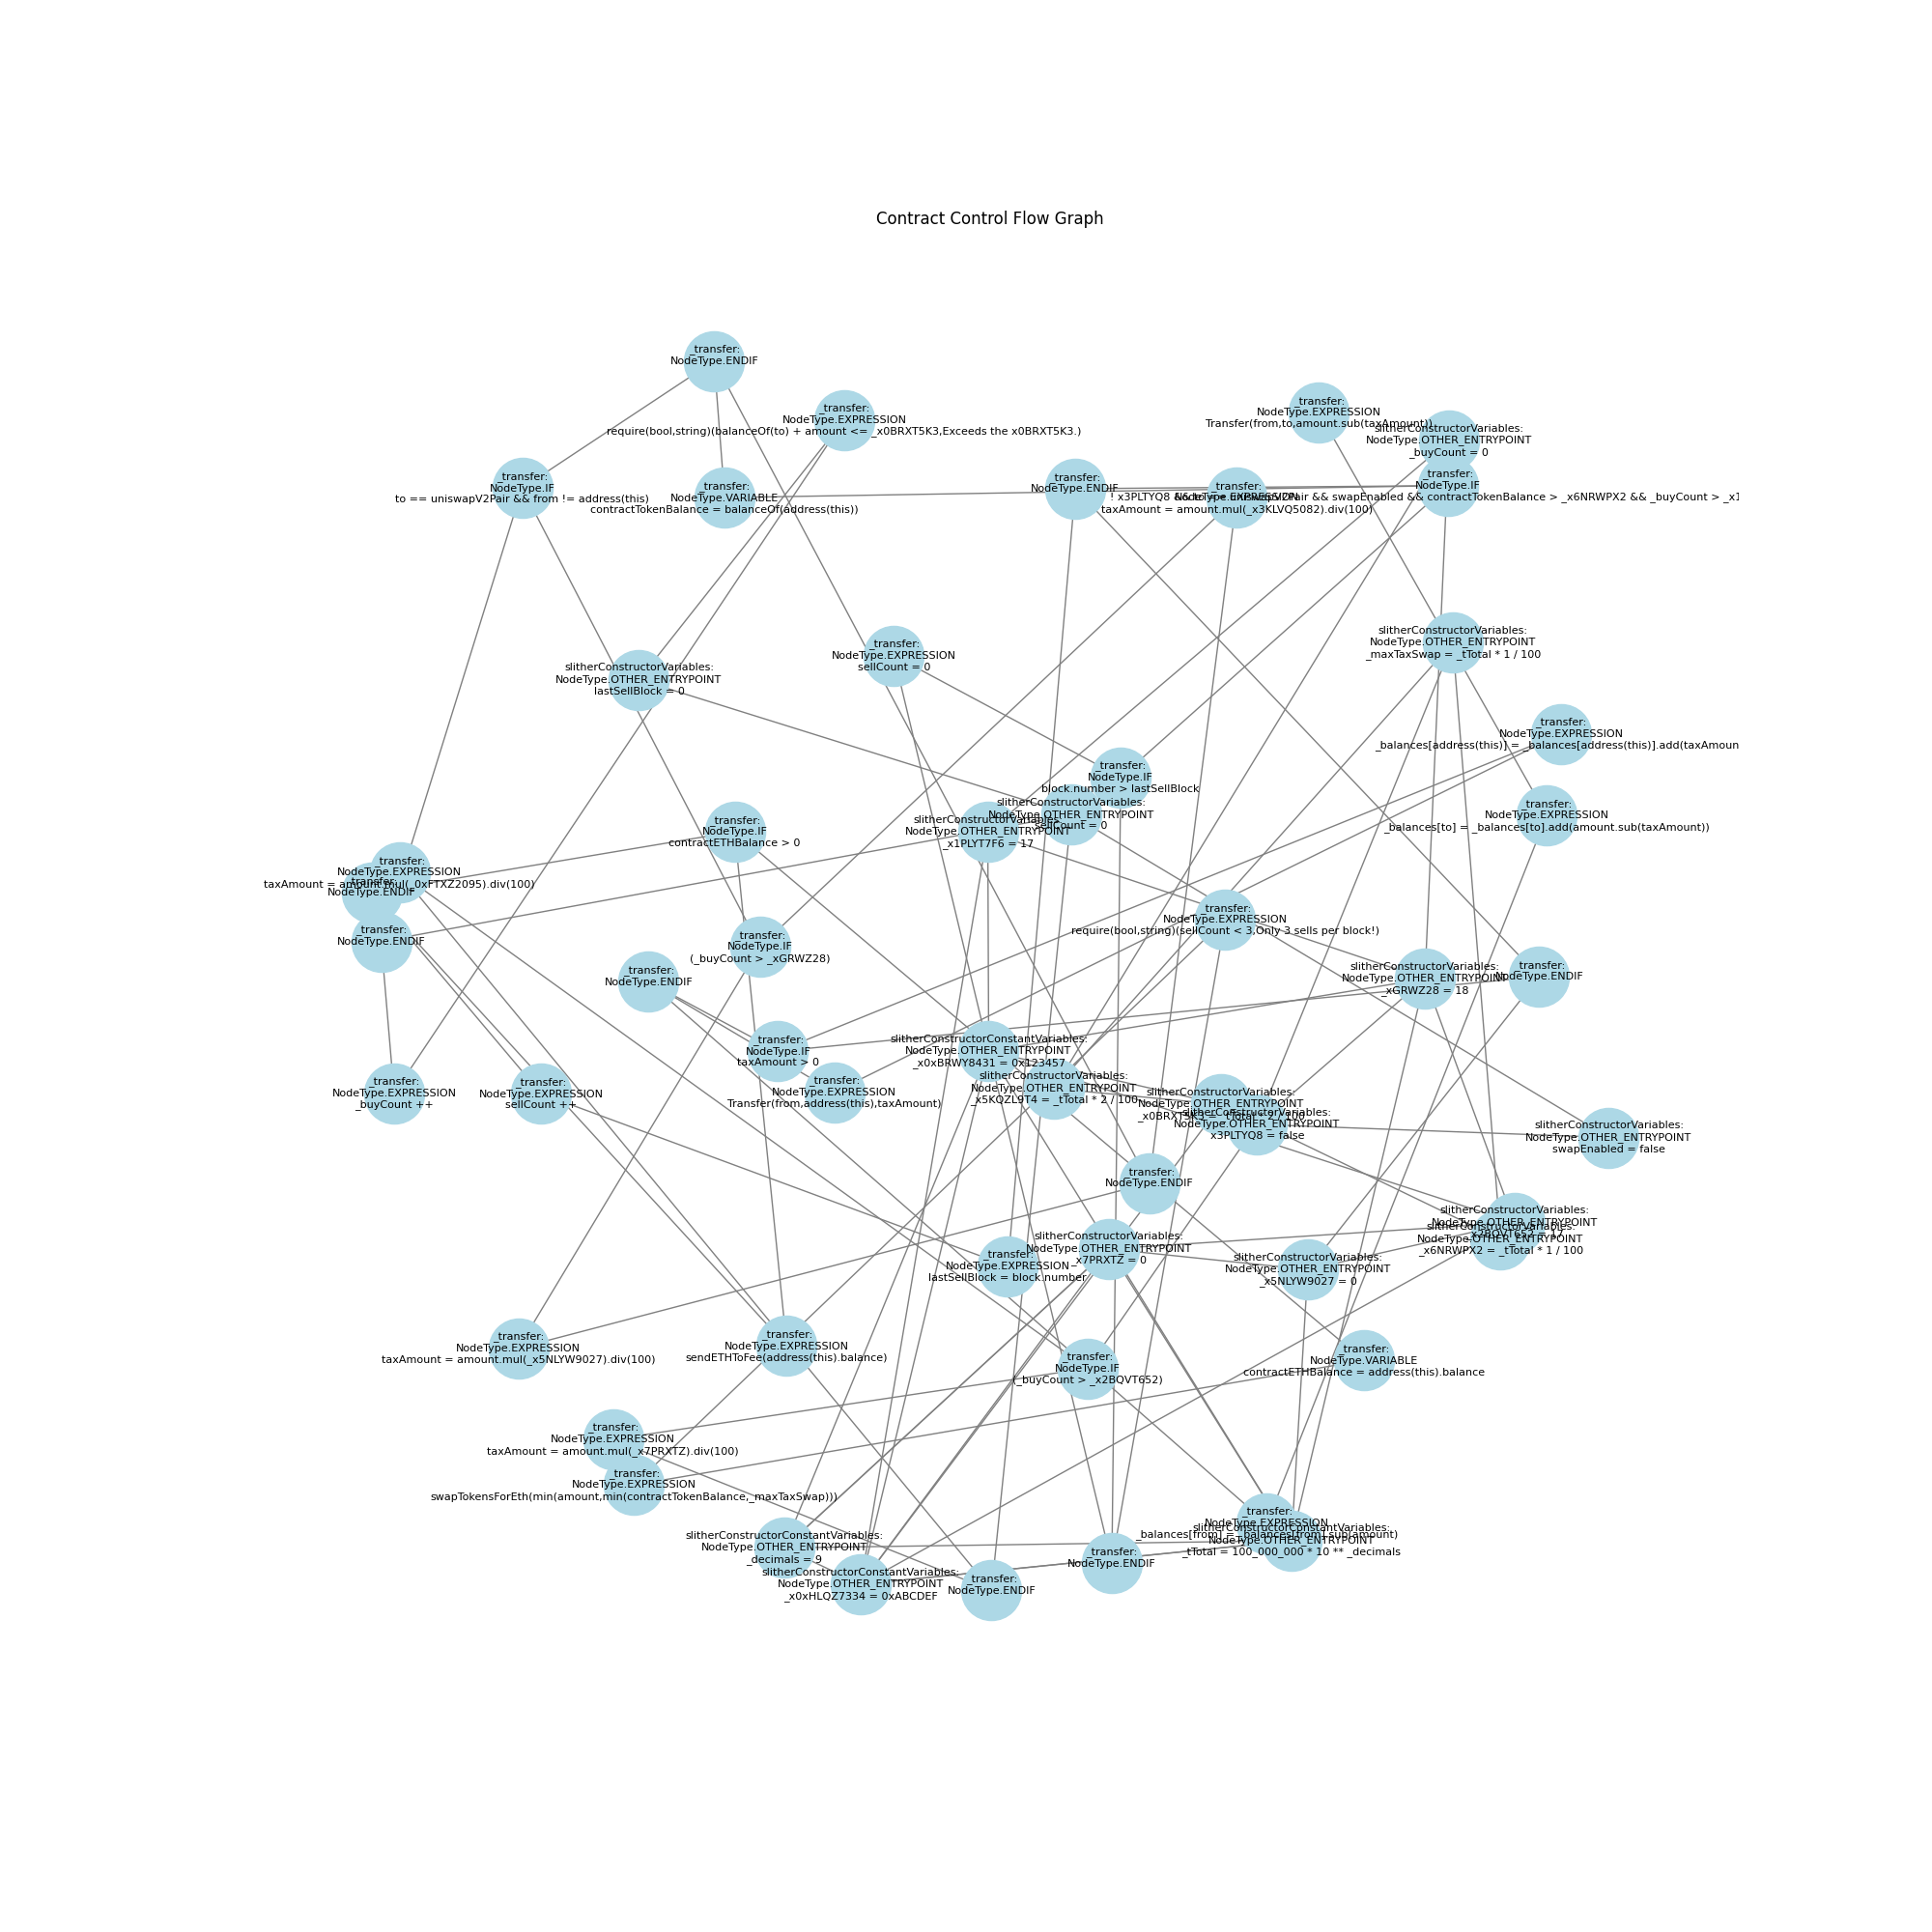 Contract Control Flow Graph
_transfer:
NodeType.ENDIF
_transfer:
NodeType.EXPRESSION
require(bool,string)(balanceOf(to) + amount <= _x0BRXT5K3,Exceeds the x0BRXT5K3.)
_transfer:
NodeType.EXPRESSION
Transfer(from,to,amount.sub(taxAmount))
slitherConstructorVariables:
NodeType.OTHER_ENTRYPOINT
_buyCount = 0
_transfer:
NodeType.IF
to == uniswapV2Pair && from != address(this)
_transfer:
NodeType.VARIABLE
contractTokenBalance = balanceOf(address(this))
_transfer:
NodeType.ENDIF
_transfer:
NodeType.EXPRESSION
taxAmount = amount.mul(_x3KLVQ5082).div(100)
_transfer:
NodeType.IF
! x3PLTYQ8 && to == uniswapV2Pair && swapEnabled && contractTokenBalance > _x6NRWPX2 && _buyCount > _x1
_transfer:
NodeType.EXPRESSION
sellCount = 0
slitherConstructorVariables:
NodeType.OTHER_ENTRYPOINT
_maxTaxSwap = _tTotal * 1 / 100
slitherConstructorVariables:
NodeType.OTHER_ENTRYPOINT
lastSellBlock = 0
_transfer:
NodeType.EXPRESSION
_balances[address(this)] = _balances[address(this)].add(taxAmoun
_transfer:
NodeType.IF
block.number > lastSellBlock
slitherConstructorVariables:
NodeType.OTHER_ENTRYPOINT
sellCount = 0
_transfer:
NodeType.EXPRESSION
_balances[to] = _balances[to].add(amount.sub(taxAmount))
_transfer:
NodeType.IF
contractETHBalance > 0
slitherConstructorVariables:
NodeType.OTHER_ENTRYPOINT
_x1PLYT7F6 = 17
_transfer:
NodeType.EXPRESSION
taxAmount = amount.mul(_0xFTXZ2095).div(100)
_transfer:
NodeType.ENDIF
_transfer:
NodeType.ENDIF
_transfer:
NodeType.EXPRESSION
require(bool,string)(sellCount < 3,Only 3 sells per block!)
_transfer:
NodeType.IF
(_buyCount > _xGRWZ28)
_transfer:
NodeType.ENDIF
slitherConstructorVariables:
NodeType.OTHER_ENTRYPOINT
_xGRWZ28 = 18
_transfer:
NodeType.ENDIF
_transfer:
NodeType.IF
taxAmount > 0
slitherConstructorConstantVariables:
NodeType.OTHER_ENTRYPOINT
_x0xBRWY8431 = 0x123457
_transfer:
NodeType.EXPRESSION
_buyCount ++
_transfer:
NodeType.EXPRESSION
sellCount ++
_transfer:
NodeType.EXPRESSION
Transfer(from,address(this),taxAmount)
slitherConstructorVariables:
NodeType.OTHER_ENTRYPOINT
_x5KQZL9T4 = _tTotal * 2 / 100
slitherConstructorVariables:
NodeType.OTHER_ENTRYPOINT
_x0BRXT5K3 = _tTotal * 2 / 100
slitherConstructorVariables:
NodeType.OTHER_ENTRYPOINT
x3PLTYQ8 = false
slitherConstructorVariables:
NodeType.OTHER_ENTRYPOINT
swapEnabled = false
_transfer:
NodeType.ENDIF
slitherConstructorVariables:
NodeType.OTHER_ENTRYPOINT
_x2BQVT652 = 17
slitherConstructorVariables:
NodeType.OTHER_ENTRYPOINT
_x6NRWPX2 = _tTotal * 1 / 100
slitherConstructorVariables:
NodeType.OTHER_ENTRYPOINT
_x7PRXTZ = 0
_transfer:
NodeType.EXPRESSION
lastSellBlock = block.number
slitherConstructorVariables:
NodeType.OTHER_ENTRYPOINT
_x5NLYW9027 = 0
_transfer:
NodeType.EXPRESSION
taxAmount = amount.mul(_x5NLYW9027).div(100)
_transfer:
NodeType.EXPRESSION
sendETHToFee(address(this).balance)
_transfer:
NodeType.IF
(_buyCount > _x2BQVT652)
_transfer:
NodeType.VARIABLE
contractETHBalance = address(this).balance
_transfer:
NodeType.EXPRESSION
taxAmount = amount.mul(_x7PRXTZ).div(100)
_transfer:
NodeType.EXPRESSION
swapTokensForEth(min(amount,min(contractTokenBalance,_maxTaxSwap)))
slitherConstructorConstantVariables:
NodeType.OTHER_ENTRYPOINT
_decimals = 9
_transfer:
NodeType.EXPRESSION
_balances[from] = _balances[from].sub(amount)
slitherConstructorConstantVariables:
NodeType.OTHER_ENTRYPOINT
_tTotal = 100_000_000 * 10 ** _decimals
_transfer:
NodeType.ENDIF
slitherConstructorConstantVariables:
NodeType.OTHER_ENTRYPOINT
_x0xHLQZ7334 = 0xABCDEF
_transfer:
NodeType.ENDIF